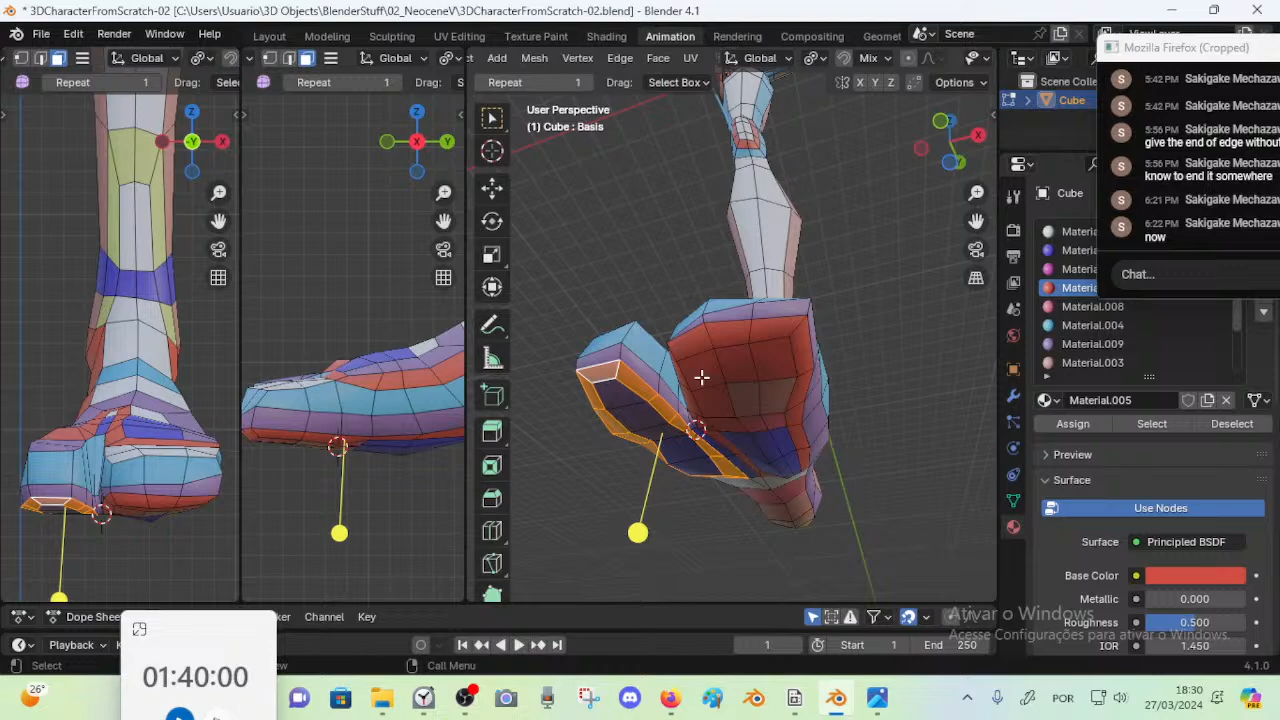 * 3DCharacterFromScratch-02 [C:\Users\Usuario\3D Objects\BlenderStuff\02_NeoceneV\3DCharacterFromScratch-02.blend] - Blender 4.1
File Edit Render Window Help
Layout Modeling Sculpting UV Editing Texture Paint Shading Animation Rendering Compositing Geomet
Scene
Mozilla Firefox (Cropped)
Global
Global
Add Mesh Vertex Edge Face UV
Global
Mix
Repeat 1
Repeat 1
Drag: S
Repeat 1
Drag: Select Box
X Y Z
Options
User Perspective
(1) Cube : Basis
Z
X
-Y
Z
X
Y
X
Y
Scene Collec
Cube
5:42 PM Sakigake Mechazaw
5:42 PM Sakigake Mechazaw
5:56 PM Sakigake Mechazaw
give the end of edge without
5:56 PM Sakigake Mechazaw
know to end it somewhere
6:21 PM Sakigake Mechazaw
6:22 PM Sakigake Mechazaw
now
Chat...
Cube
Materia
Materia
Materia
Materia
Material.008
Material.004
Material.009
Material.003
Material.005
Assign Select Deselect
Preview
Surface
Use Nodes
Surface Principled BSDF
Base Color
Metallic 0.000
Roughness 0.500
IOR 1.450
Ativar o Windows
Acesse Configurações para ativar o Windows.
Dope Sheet
ker Channel Key
Playback
1 Start 1 End 250
Select
Call Menu
4.1.0
01:40:00
26°
POR
18:30
27/03/2024